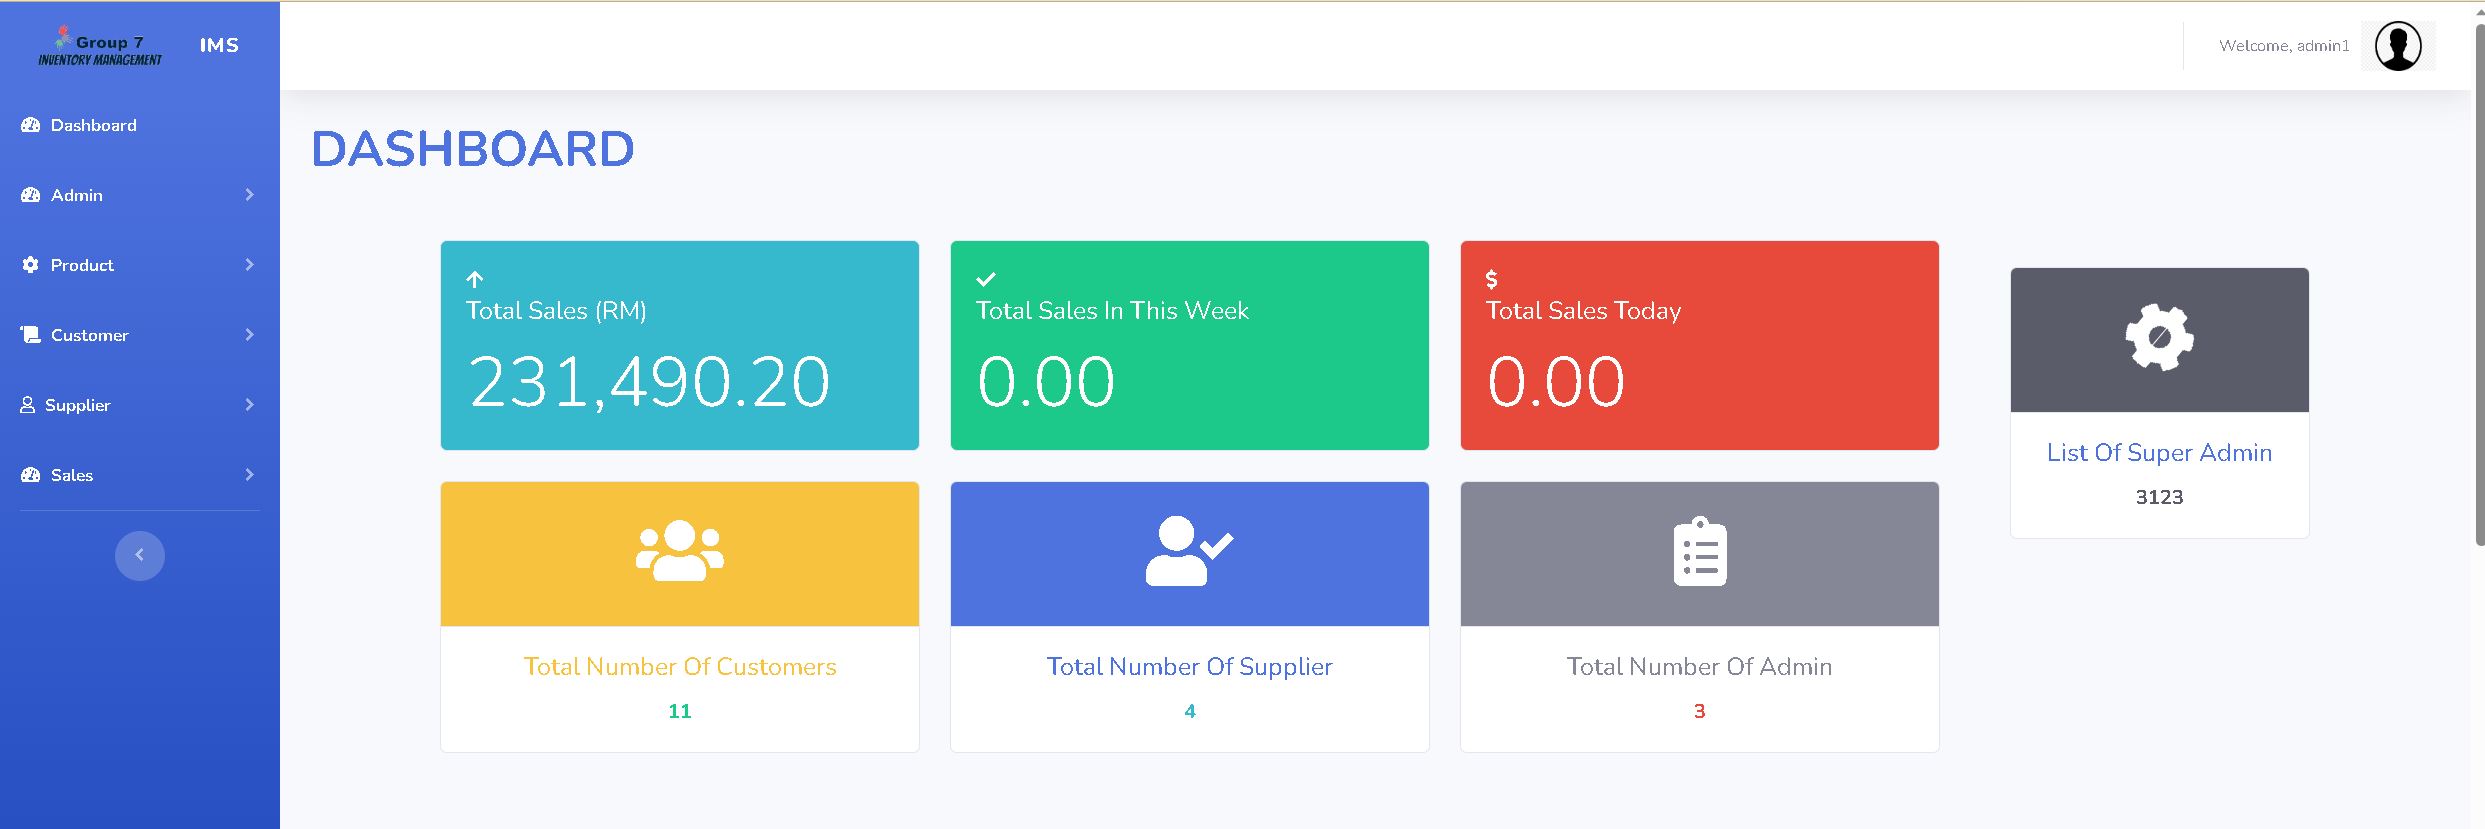 Group 7
INVENTORY MANAGEMENT
IMS
Dashboard
Admin
Product
Customer
Supplier
Sales
Welcome, admin1
DASHBOARD
Total Sales (RM)
231,490.20
Total Sales In This Week
0.00
$
Total Sales Today
0.00
List Of Super Admin
3123
Total Number Of Customers
11
Total Number Of Supplier
4
Total Number Of Admin
3